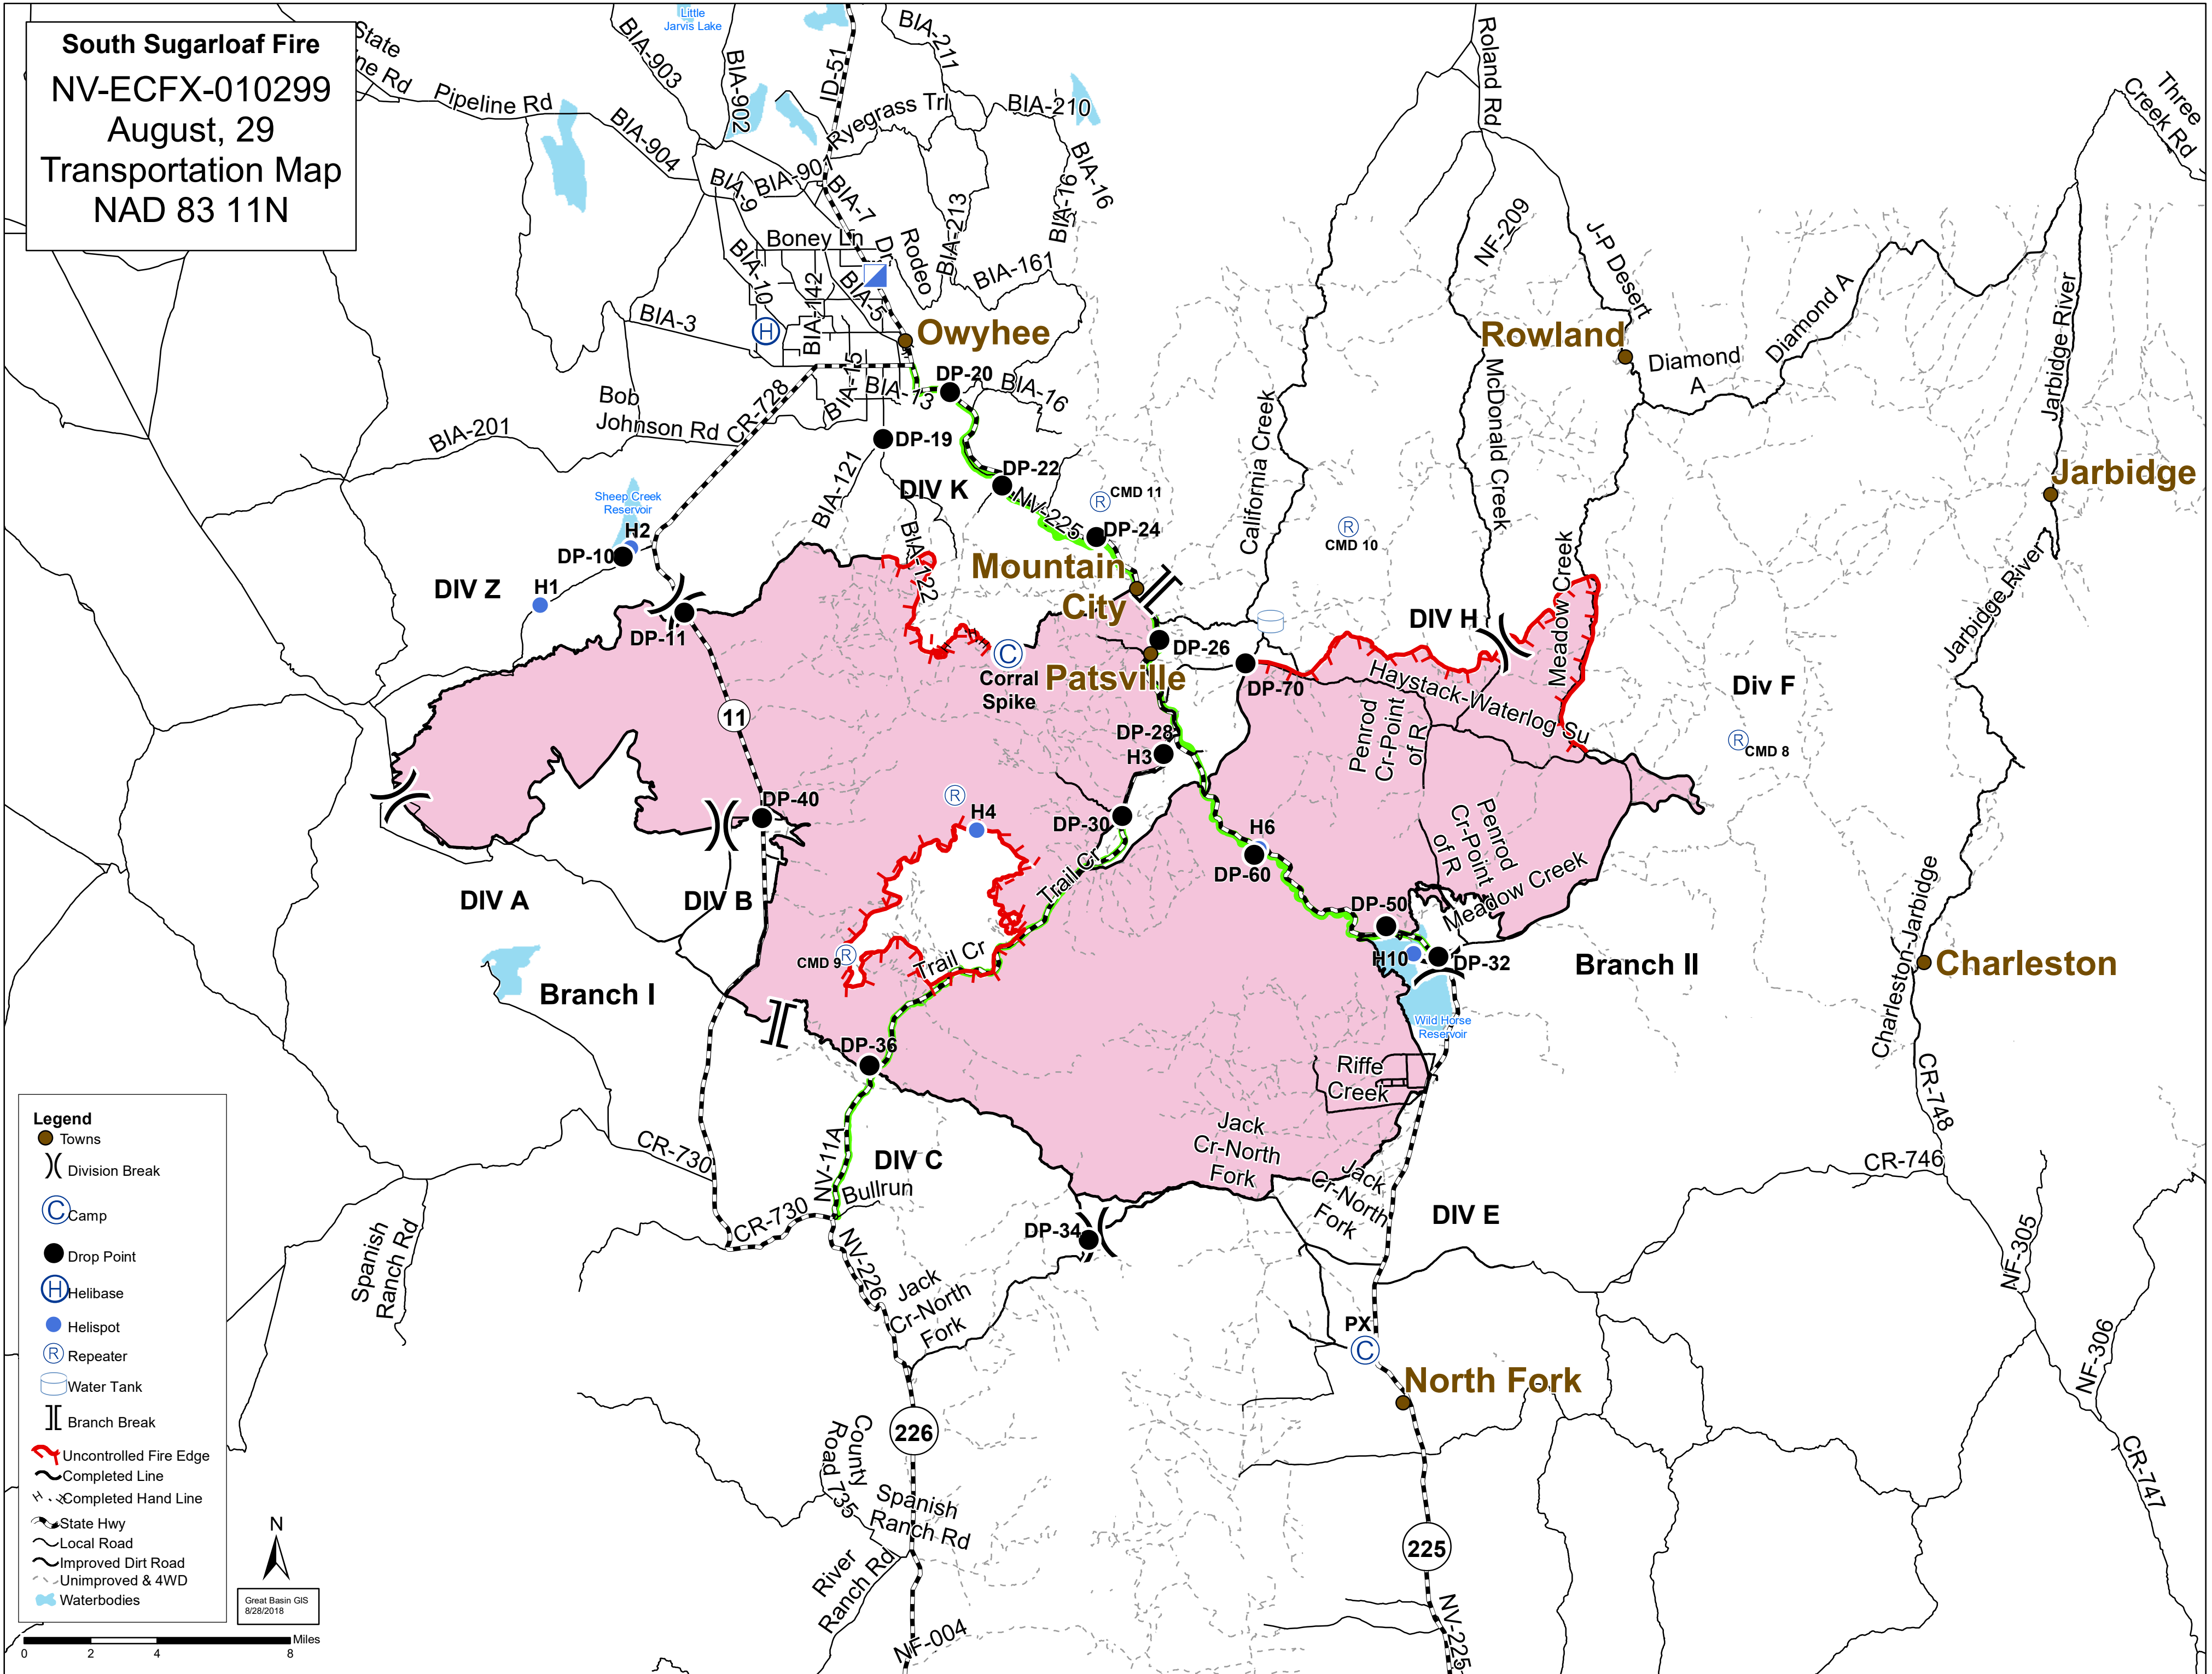 South Sugarloaf Fire
NV-ECFX-010299
August, 29
Transportation Map
NAD 83 11N
State
ne Rd
Pipeline Rd
BIA-903
BIA-902
Little
Jarvis Lake
ID-51
BIA-211
BIA-904
Ryegrass Trl
BIA-210
BIA-16
BIA-16
BIA-9
BIA-901
BIA-7
Boney Ln
Dr
Rodeo
BIA-213
BIA-161
BIA-10
BIA-142
BIA-5
BIA-3
H
Owyhee
Roland Rd
NF-209
J-P Desert
Three
Creek Rd
Rowland
Diamond
A
Diamond A
Jarbidge River
Jarbidge
Bob
Johnson Rd
CR-728
BIA-15
BIA-13
DP-20
BIA-16
BIA-201
DP-19
BIA-121
DIV K
DP-22
NV-225
R
CMD 11
DP-24
California Creek
McDonald Creek
R
CMD 10
Sheep Creek
Reservoir
H2
DP-10
H1
DIV Z
BIA-122
Mountain
City
DP-11
DP-26
Patsville
C
Corral
Spike
DIV H
Meadow Creek
Jarbidge River
Div F
DP-70
Haystack-Waterlog Su
Penrod
Cr-Point
of R
R
CMD 8
11
DP-28
H3
DP-40
R
H4
DP-30
Trail Cr
H6
DP-60
Penrod
Cr-Point
of R
Meadow Creek
DIV A
DIV B
DP-50
CMD 9
R
Trail Cr
H10
DP-32
Branch I
Branch II
Charleston-Jarbidge
Charleston
Wild Horse
Reservoir
DP-36
Riffe
Creek
Jack
Cr-North
Fork
CR-748
CR-746
CR-730
NV-11A
DIV C
Bullrun
CR-730
Jack
Cr-North
Fork
DIV E
DP-34
NV-226
Jack
Cr-North
Fork
Spanish
Ranch Rd
NF-305
NF-306
PX
C
North Fork
226
County
Road 735
Spanish
Ranch Rd
River
Ranch Rd
NF-004
225
NV-225
CR-747
Legend
Towns
Division Break
C
Camp
Drop Point
H
Helibase
Helispot
R
Repeater
Water Tank
Branch Break
Uncontrolled Fire Edge
Completed Line
Completed Hand Line
State Hwy
Local Road
Improved Dirt Road
Unimproved & 4WD
Waterbodies
N
Great Basin GIS
8/28/2018
Miles
0 2 4 8